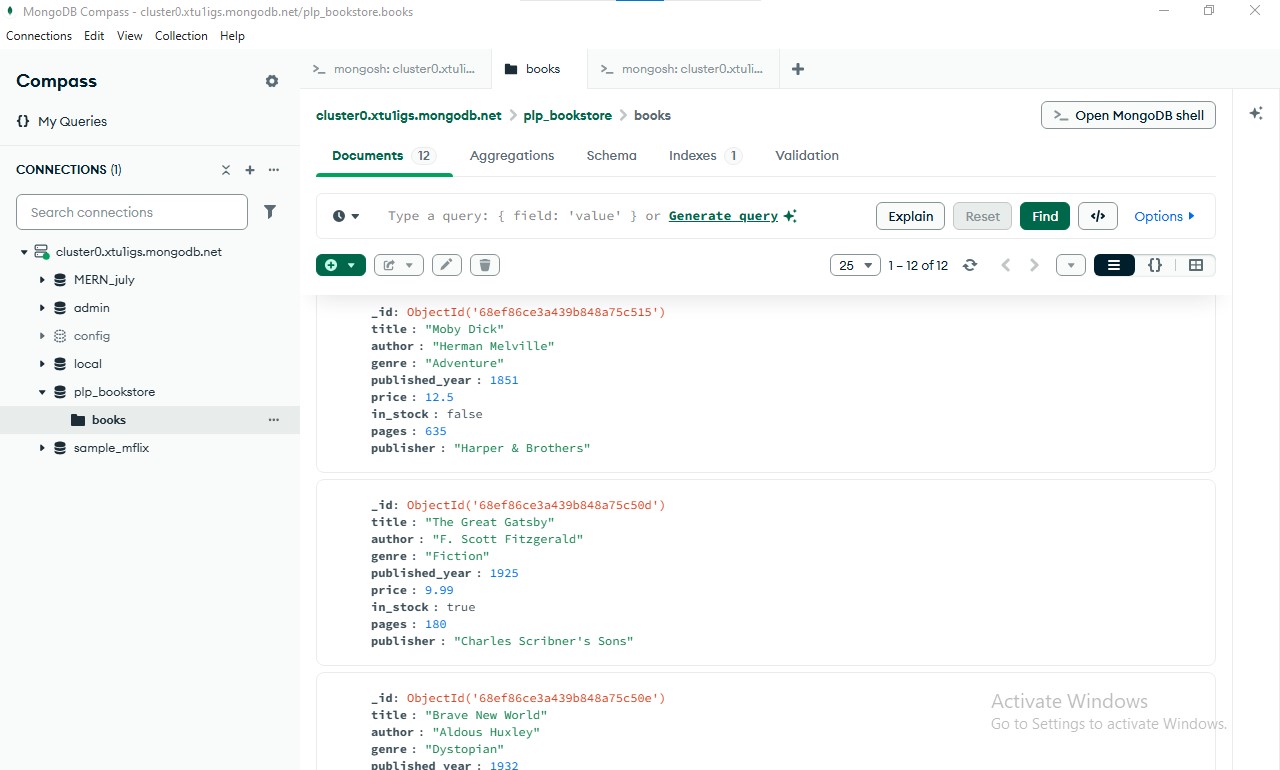 MongoDB Compass - cluster0.xtu1igs.mongodb.net/plp_bookstore.books
Connections Edit View Collection Help
Compass
My Queries
CONNECTIONS (1)
Search connections
cluster0.xtu1igs.mongodb.net
MERN_july
admin
config
local
plp_bookstore
books
sample_mflix
>_ mongosh: cluster0.xtu1i... books >_ mongosh: cluster0.xtu1i...
cluster0.xtu1igs.mongodb.net > plp_bookstore > books
>_ Open MongoDB shell
Documents 12 Aggregations Schema Indexes 1 Validation
Type a query: { field: 'value' } or Generate query
Explain Reset Find </> Options
25 1 – 12 of 12 {}
_id: ObjectId('68ef86ce3a439b848a75c515')
title : "Moby Dick"
author : "Herman Melville"
genre : "Adventure"
published_year : 1851
price : 12.5
in_stock : false
pages : 635
publisher : "Harper & Brothers"
_id: ObjectId('68ef86ce3a439b848a75c50d')
title : "The Great Gatsby"
author : "F. Scott Fitzgerald"
genre : "Fiction"
published_year : 1925
price : 9.99
in_stock : true
pages : 180
publisher : "Charles Scribner's Sons"
_id: ObjectId('68ef86ce3a439b848a75c50e')
title : "Brave New World"
author : "Aldous Huxley"
genre : "Dystopian"
published_year : 1932
Activate Windows
Go to Settings to activate Windows.